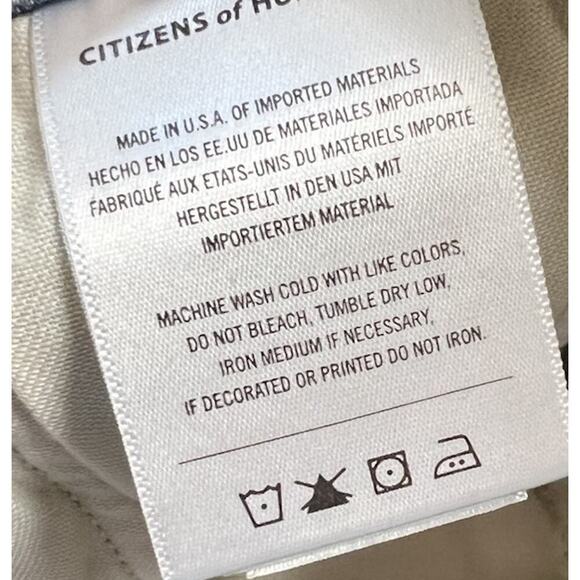 CITIZENS of
MADE IN U.S.A. OF IMPORTED MATERIALS
HECHO EN LOS EE.UU DE MATERIALES IMPORTADA
FABRIQUÉ AUX ETATS-UNIS DU MATÉRIELS IMPORTÉ
HERGESTELLT IN DEN USA MIT
IMPORTIERTEM MATERIAL
MACHINE WASH COLD WITH LIKE COLORS,
DO NOT BLEACH, TUMBLE DRY LOW,
IRON MEDIUM IF NECESSARY,
IF DECORATED OR PRINTED DO NOT IRON.